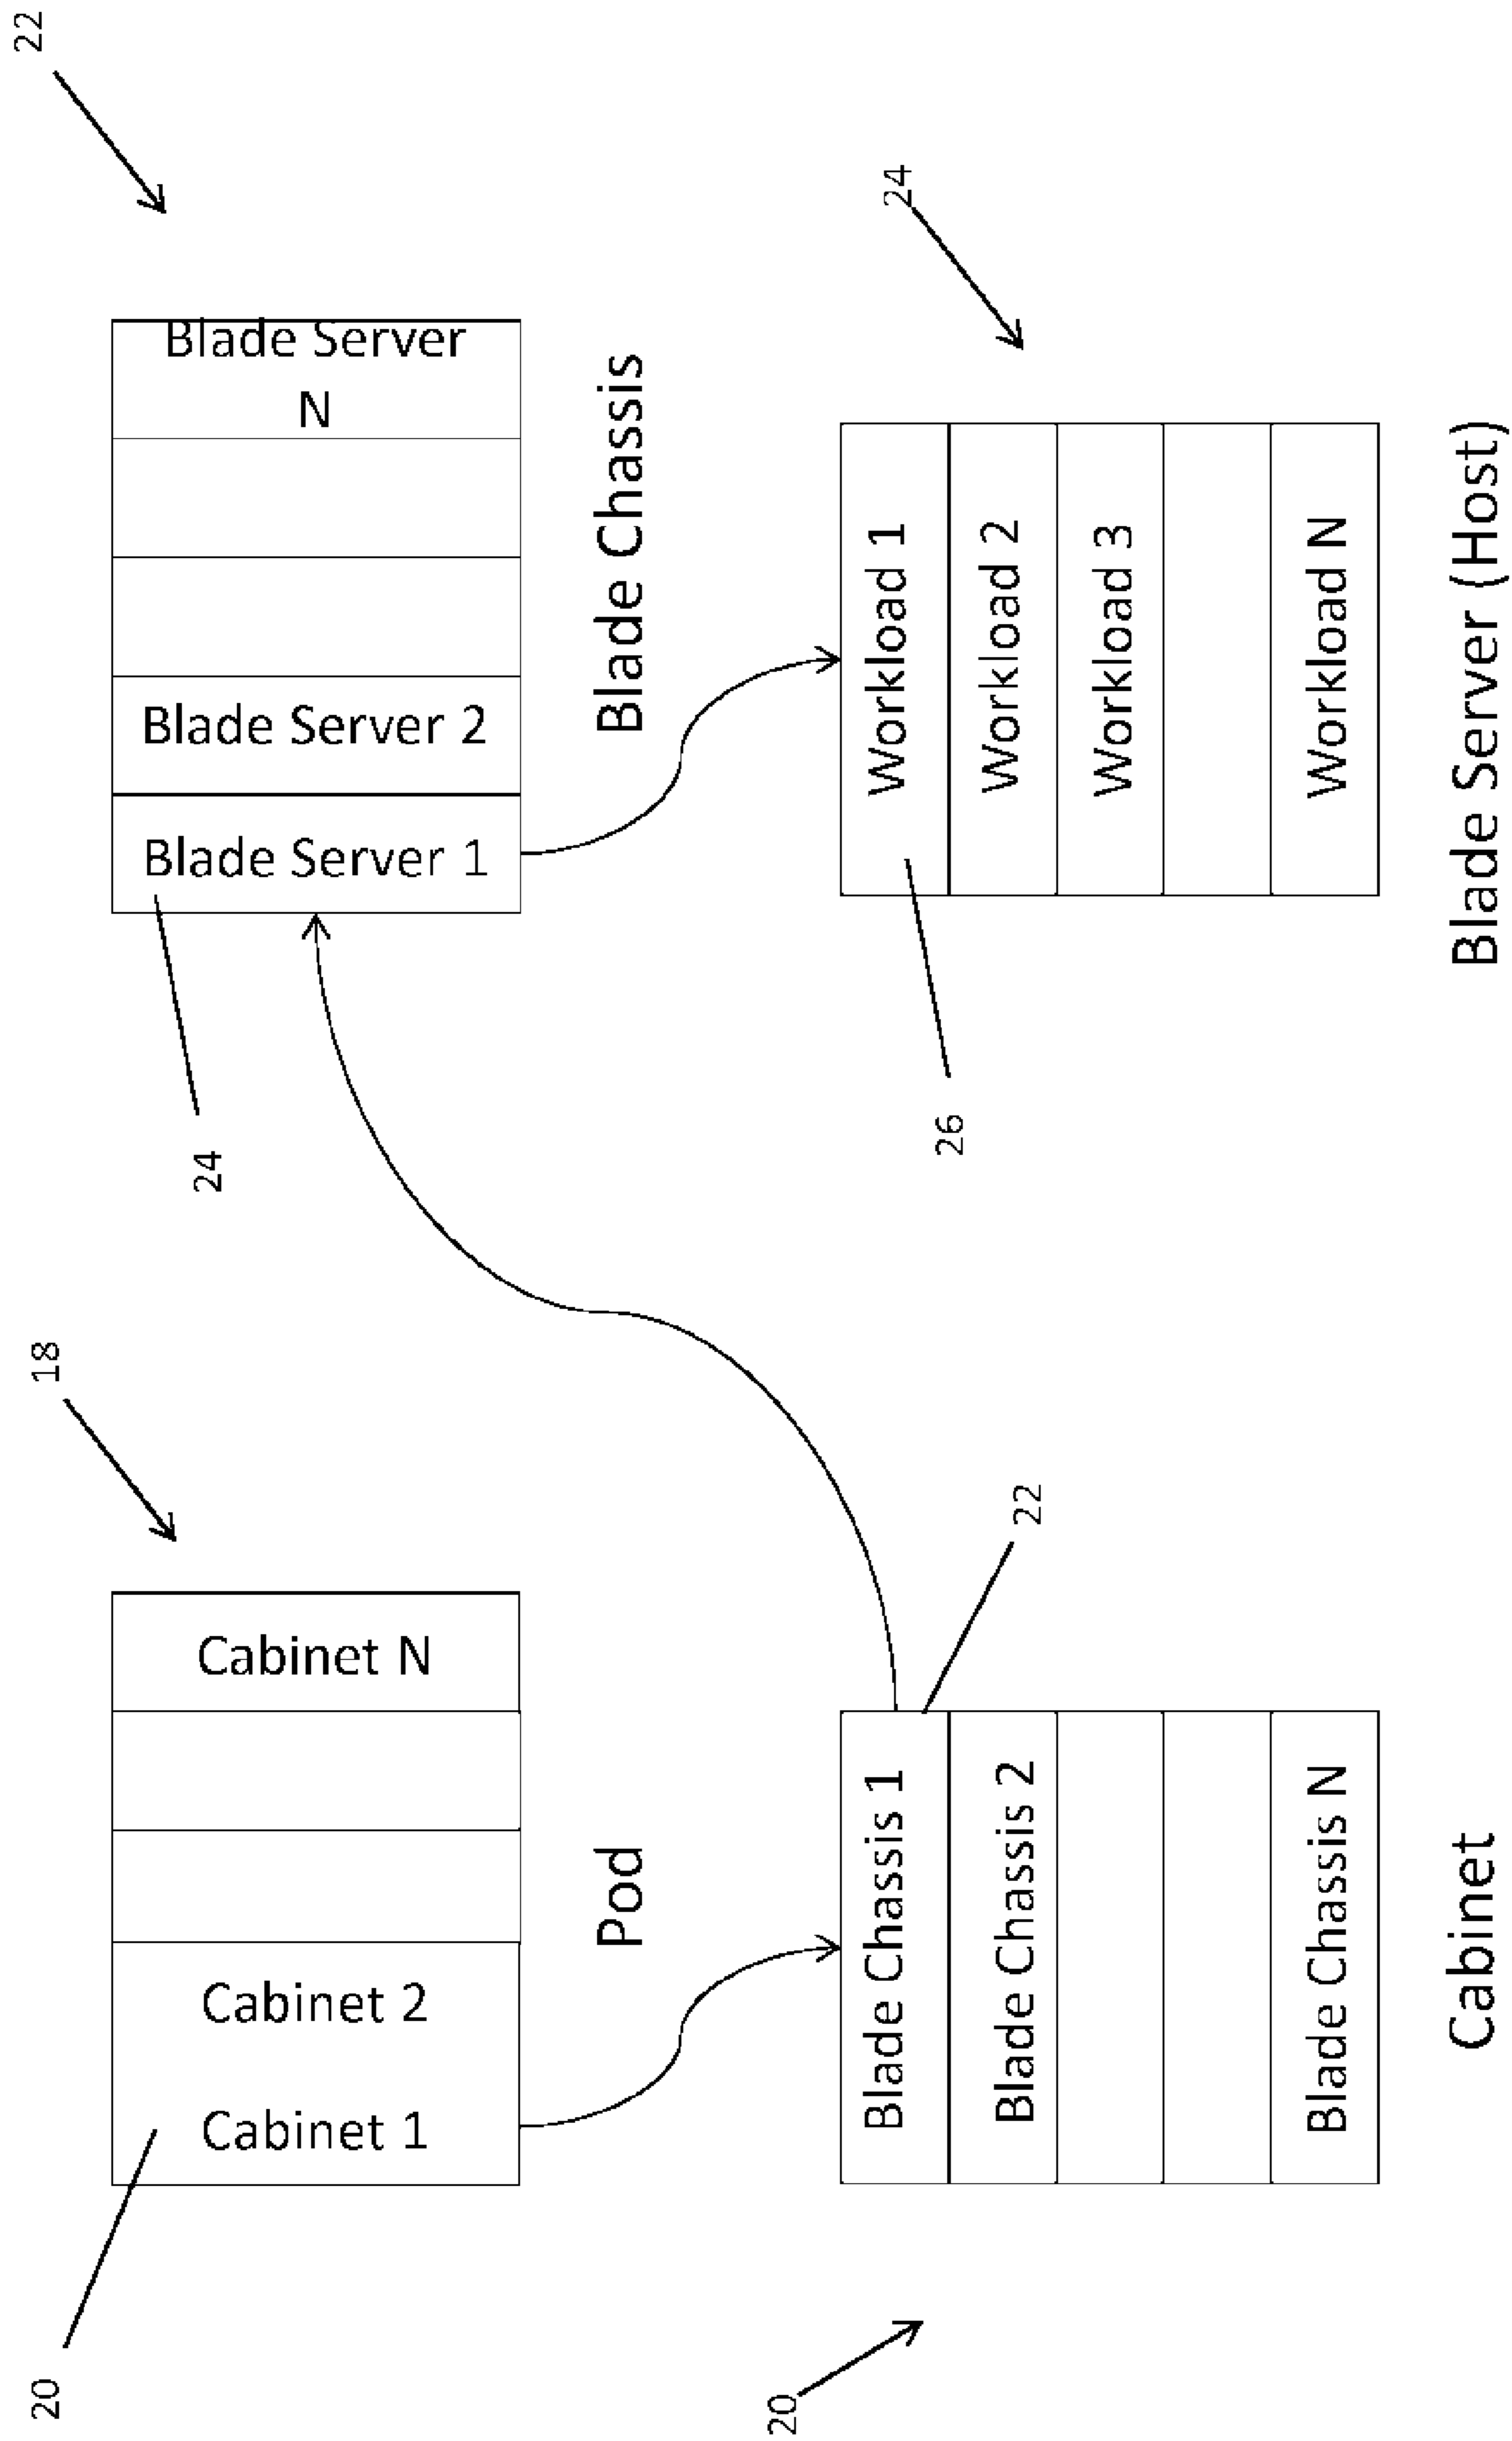 18
20
Cabinet 1
Cabinet 2
Cabinet N
Pod
20
22
Blade Chassis 1
Blade Chassis 2
Blade Chassis N
Cabinet
22
24
Blade Server 1
Blade Server 2
Blade Server
N
Blade Chassis
24
26
Workload 1
Workload 2
Workload 3
Workload N
Blade Server (Host)